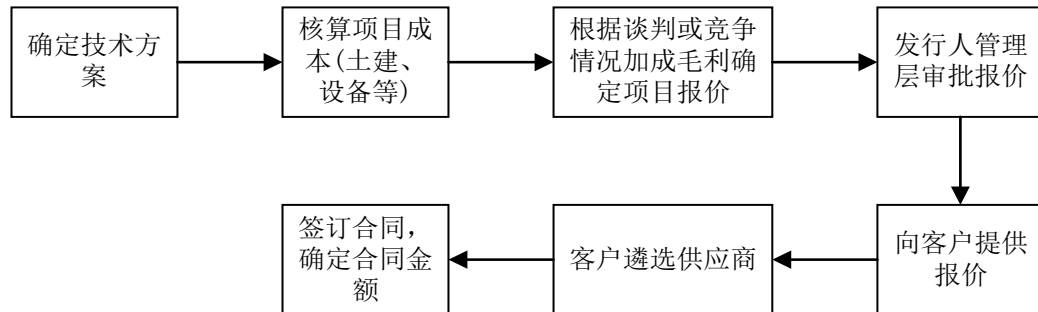 确定技术方
案
核算项目成
本(土建、
设备等)
根据谈判或竞争
情况加成毛利确
定项目报价
发行人管理
层审批报价
向客户提供
报价
客户遴选供应商
签订合同，
确定合同金
额